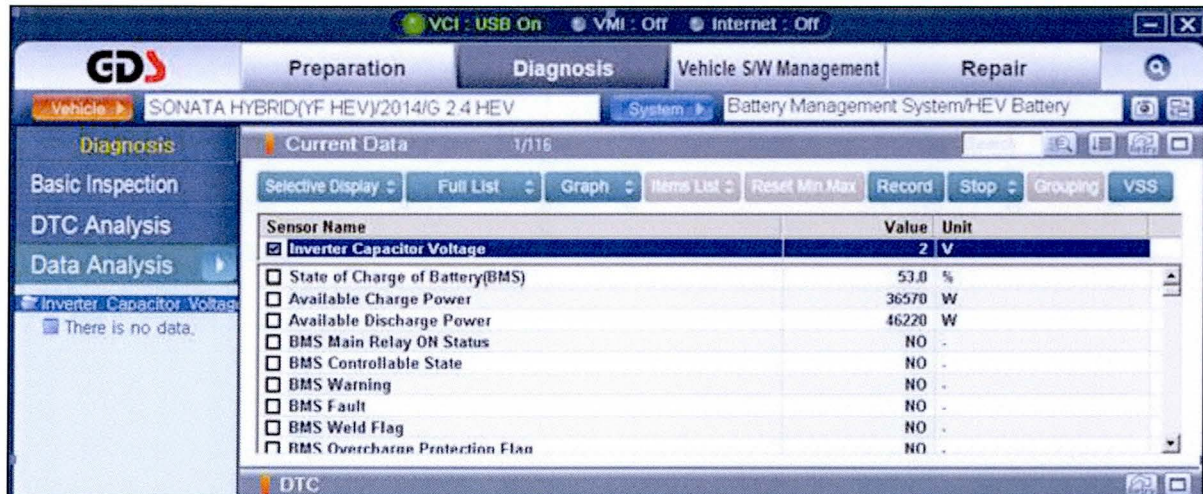 VCI : USB On VMI : Off Internet : Off
GDS Preparation Diagnosis Vehicle S/W Management Repair
Vehicle SONATA HYBRID(YF HEV)/2014/G 2.4 HEV System Battery Management System/HEV Battery
Diagnosis
Basic Inspection
DTC Analysis
Data Analysis
Inverter Capacitor Voltage
There is no data.
Current Data 1/116 Search
Selective Display Full List Graph Items List Reset Min.Max Record Stop Grouping VSS
Sensor Name Value Unit
Inverter Capacitor Voltage 2 V
State of Charge of Battery(BMS) 53.0 %
Available Charge Power 36570 W
Available Discharge Power 46220 W
BMS Main Relay ON Status NO -
BMS Controllable State NO -
BMS Warning NO -
BMS Fault NO -
BMS Weld Flag NO -
BMS Overcharge Protection Flag NO -
DTC